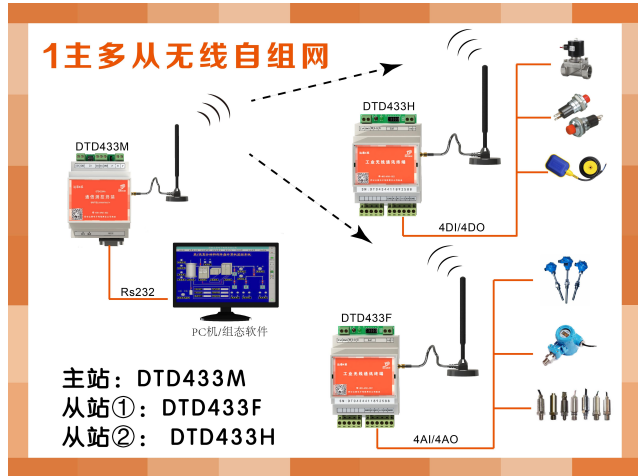 1主多从无线自组网
DTD433H
DTD433M
工业无线通讯终端
4DI/4DO
Rs232
PC机/组态软件
DTD433F
工业无线通讯终端
4AI/4AO
主站：DTD433M
从站①：DTD433F
从站②： DTD433H